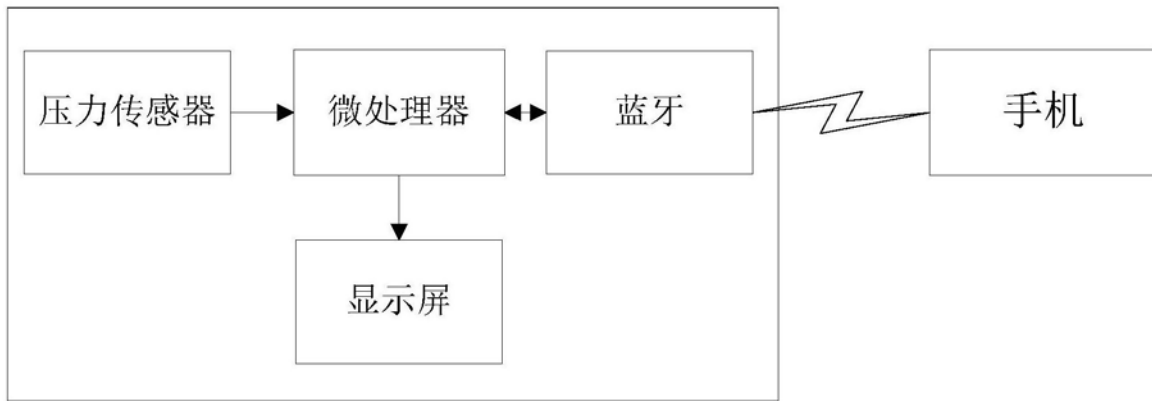 压力传感器
微处理器
蓝牙
手机
显示屏